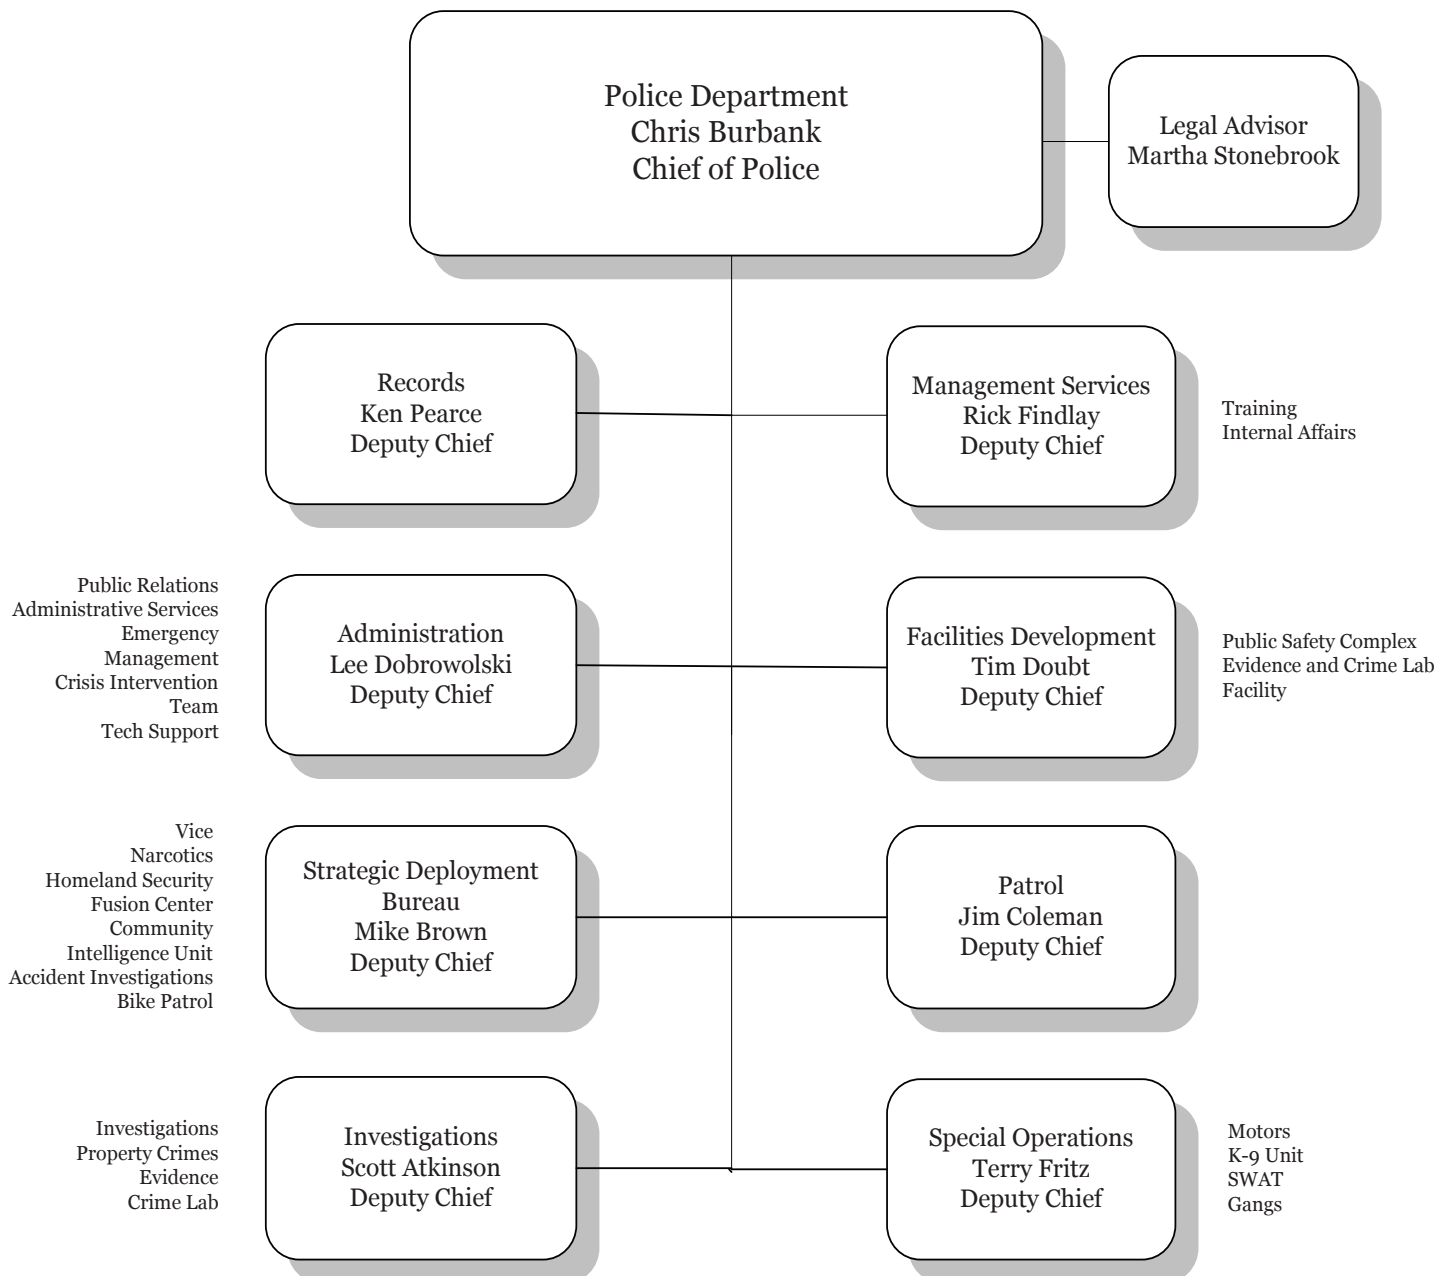 Police Department
Chris Burbank
Chief of Police
Legal Advisor
Martha Stonebrook
Records
Ken Pearce
Deputy Chief
Management Services
Rick Findlay
Deputy Chief
Training
Internal Affairs
Public Relations
Administrative Services
Emergency
Management
Crisis Intervention
Team
Tech Support
Administration
Lee Dobrowolski
Deputy Chief
Facilities Development
Tim Doubt
Deputy Chief
Public Safety Complex
Evidence and Crime Lab
Facility
Vice
Narcotics
Homeland Security
Fusion Center
Community
Intelligence Unit
Accident Investigations
Bike Patrol
Strategic Deployment
Bureau
Mike Brown
Deputy Chief
Patrol
Jim Coleman
Deputy Chief
Investigations
Property Crimes
Evidence
Crime Lab
Investigations
Scott Atkinson
Deputy Chief
Special Operations
Terry Fritz
Deputy Chief
Motors
K-9 Unit
SWAT
Gangs